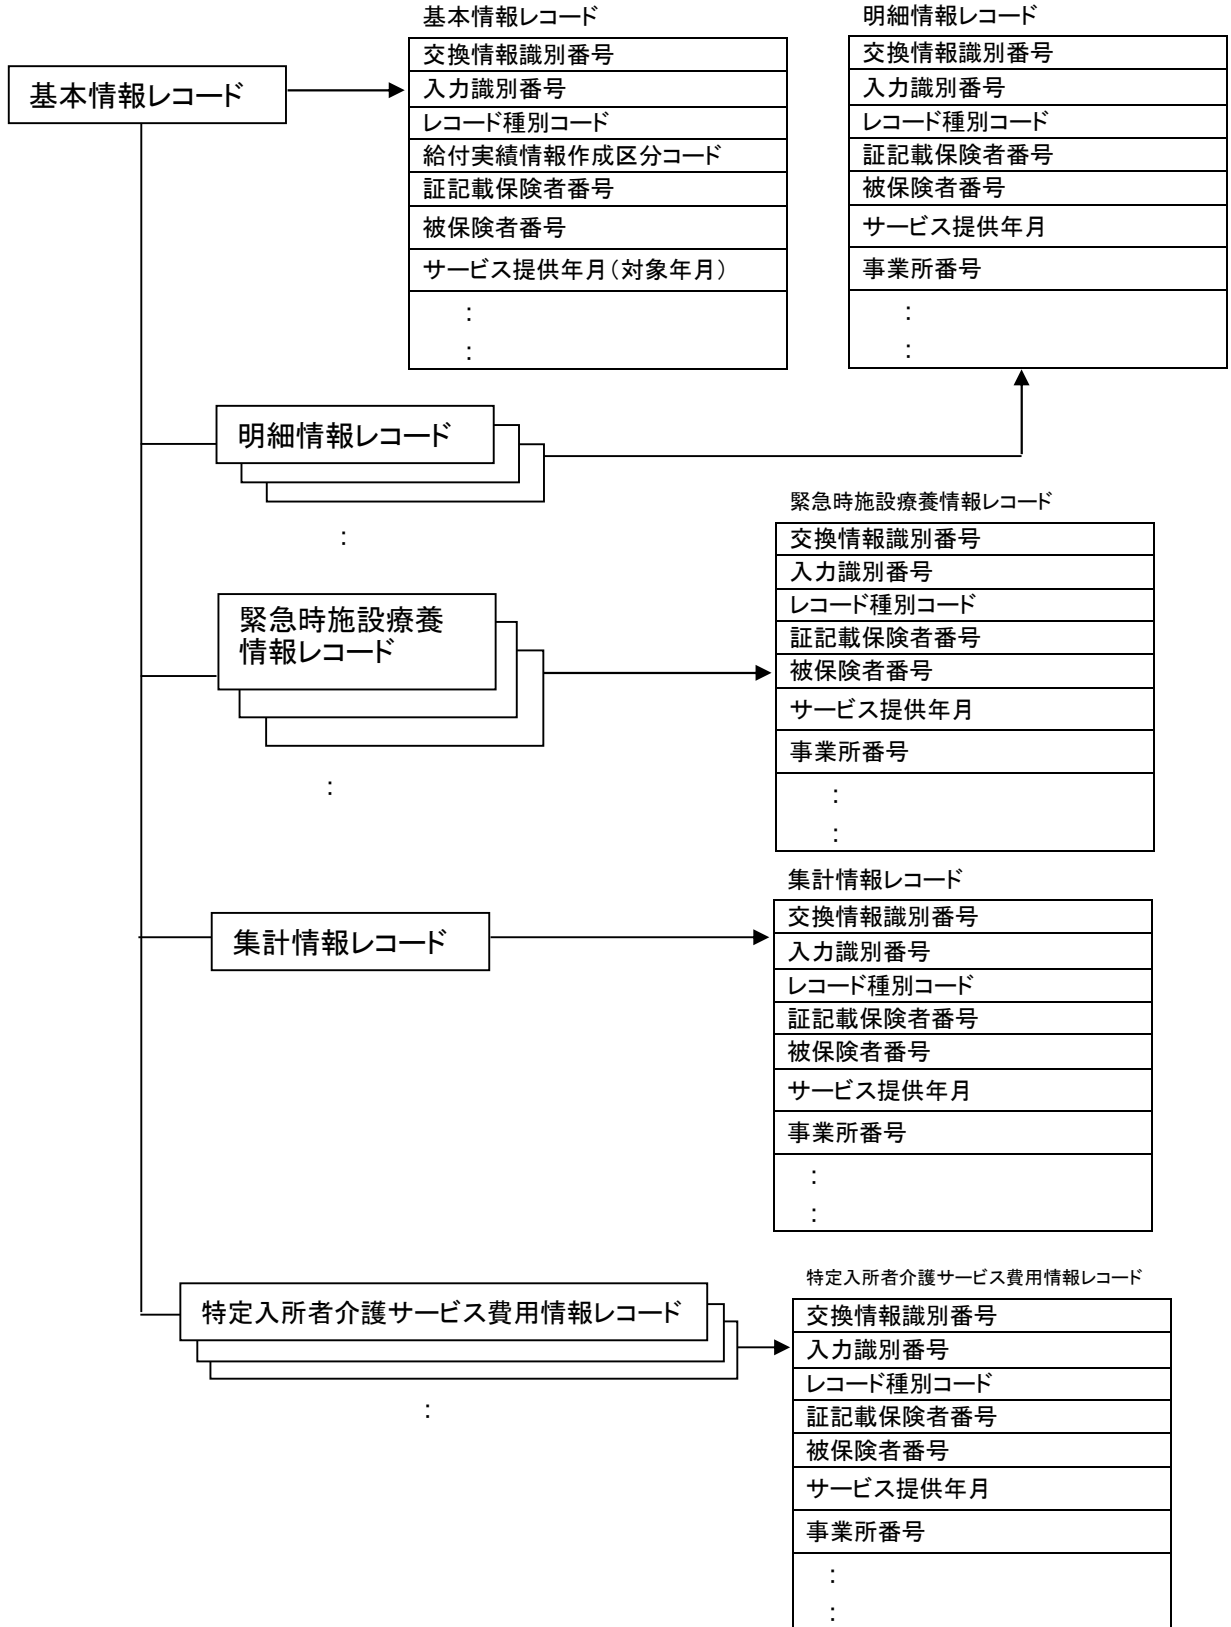 基本情報レコード
基本情報レコード
交換情報識別番号
入力識別番号
レコード種別コード
給付実績情報作成区分コード
証記載保険者番号
被保険者番号
サービス提供年月(対象年月)
:
:
明細情報レコード
交換情報識別番号
入力識別番号
レコード種別コード
証記載保険者番号
被保険者番号
サービス提供年月
事業所番号
:
:
明細情報レコード
:
緊急時施設療養
情報レコード
:
緊急時施設療養情報レコード
交換情報識別番号
入力識別番号
レコード種別コード
証記載保険者番号
被保険者番号
サービス提供年月
事業所番号
:
:
集計情報レコード
集計情報レコード
交換情報識別番号
入力識別番号
レコード種別コード
証記載保険者番号
被保険者番号
サービス提供年月
事業所番号
:
:
特定入所者介護サービス費用情報レコード
:
特定入所者介護サービス費用情報レコード
交換情報識別番号
入力識別番号
レコード種別コード
証記載保険者番号
被保険者番号
サービス提供年月
事業所番号
:
: